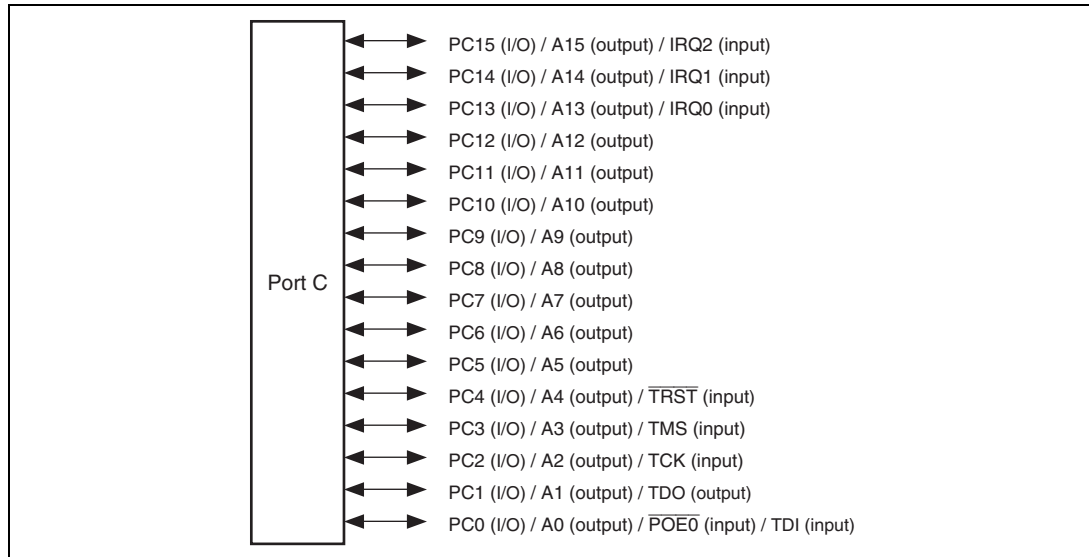 Port C
PC15 (I/O) / A15 (output) / IRQ2 (input)
PC14 (I/O) / A14 (output) / IRQ1 (input)
PC13 (I/O) / A13 (output) / IRQ0 (input)
PC12 (I/O) / A12 (output)
PC11 (I/O) / A11 (output)
PC10 (I/O) / A10 (output)
PC9 (I/O) / A9 (output)
PC8 (I/O) / A8 (output)
PC7 (I/O) / A7 (output)
PC6 (I/O) / A6 (output)
PC5 (I/O) / A5 (output)
PC4 (I/O) / A4 (output) / T̅R̅S̅T̅ (input)
PC3 (I/O) / A3 (output) / TMS (input)
PC2 (I/O) / A2 (output) / TCK (input)
PC1 (I/O) / A1 (output) / TDO (output)
PC0 (I/O) / A0 (output) / P̅O̅E̅0̅ (input) / TDI (input)